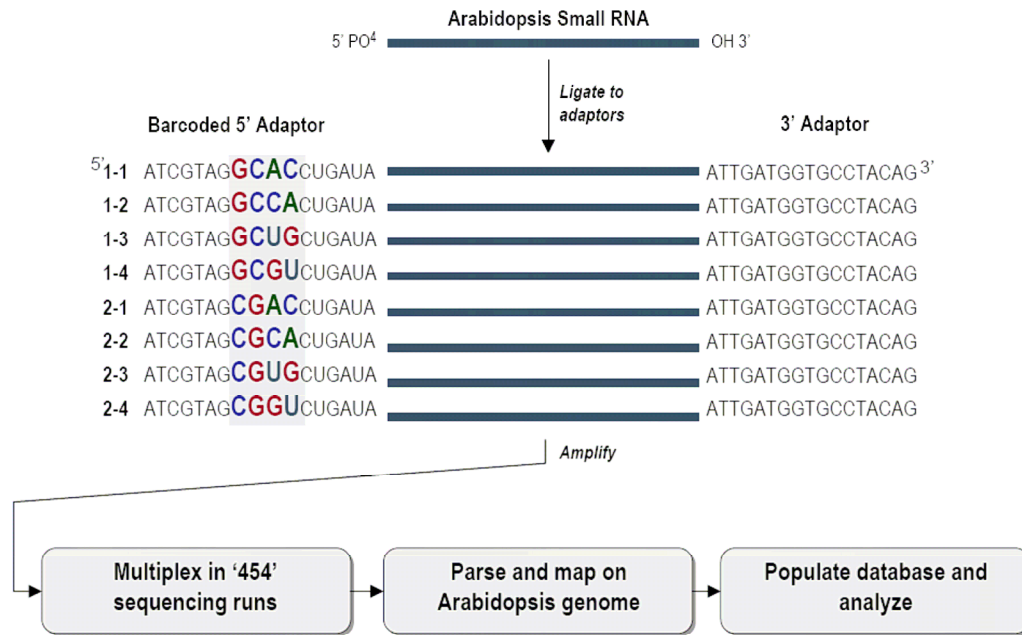 Arabidopsis Small RNA
5' PO4 OH 3'
Ligate to
adaptors
Barcoded 5' Adaptor 3' Adaptor
5' 1-1 ATCGTAGGCACCUGAUA ATTGATGGTGCCTACAG 3'
1-2 ATCGTAGGCCACUGAUA ATTGATGGTGCCTACAG
1-3 ATCGTAGGCUGCUGAUA ATTGATGGTGCCTACAG
1-4 ATCGTAGGCGUCUGAUA ATTGATGGTGCCTACAG
2-1 ATCGTAGCGACCUGAUA ATTGATGGTGCCTACAG
2-2 ATCGTAGCGCACUGAUA ATTGATGGTGCCTACAG
2-3 ATCGTAGCGUGCUGAUA ATTGATGGTGCCTACAG
2-4 ATCGTAGCGGUCUGAUA ATTGATGGTGCCTACAG
Amplify
Multiplex in ‘454’
sequencing runs
Parse and map on
Arabidopsis genome
Populate database and
analyze